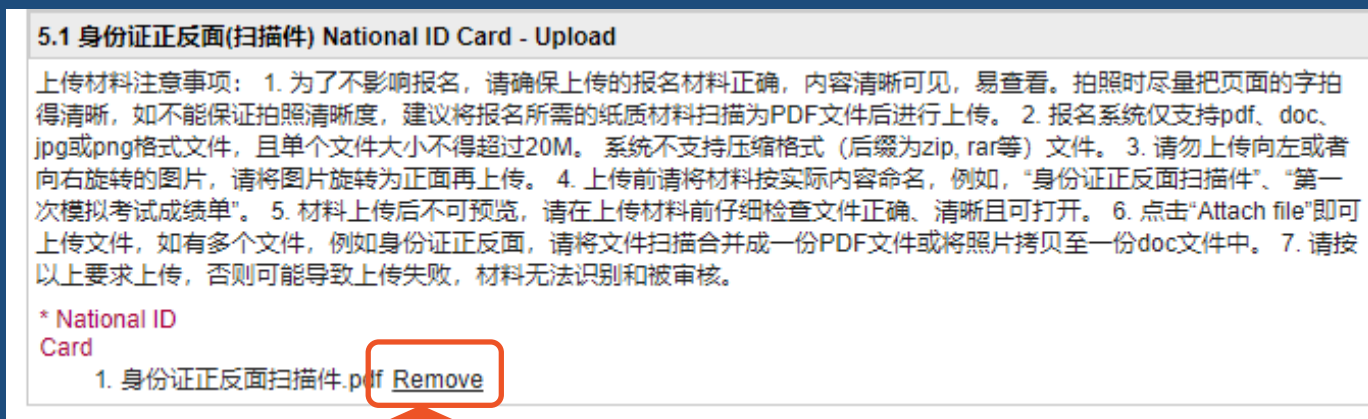 5.1 身份证正反面(扫描件) National ID Card - Upload
上传材料注意事项： 1. 为了不影响报名，请确保上传的报名材料正确，内容清晰可见，易查看。拍照时尽量把页面的字拍
得清晰，如不能保证拍照清晰度，建议将报名所需的纸质材料扫描为PDF文件后进行上传。 2. 报名系统仅支持pdf、doc、
jpg或png格式文件，且单个文件大小不得超过20M。 系统不支持压缩格式（后缀为zip, rar等）文件。 3. 请勿上传向左或者
向右旋转的图片，请将图片旋转为正面再上传。 4. 上传前请将材料按实际内容命名，例如，“身份证正反面扫描件”、“第一
次模拟考试成绩单”。 5. 材料上传后不可预览，请在上传材料前仔细检查文件正确、清晰且可打开。 6. 点击“Attach file”即可
上传文件，如有多个文件，例如身份证正反面，请将文件扫描合并成一份PDF文件或将照片拷贝至一份doc文件中。 7. 请按
以上要求上传，否则可能导致上传失败，材料无法识别和被审核。
* National ID
Card
1. 身份证正反面扫描件.pdf Remove